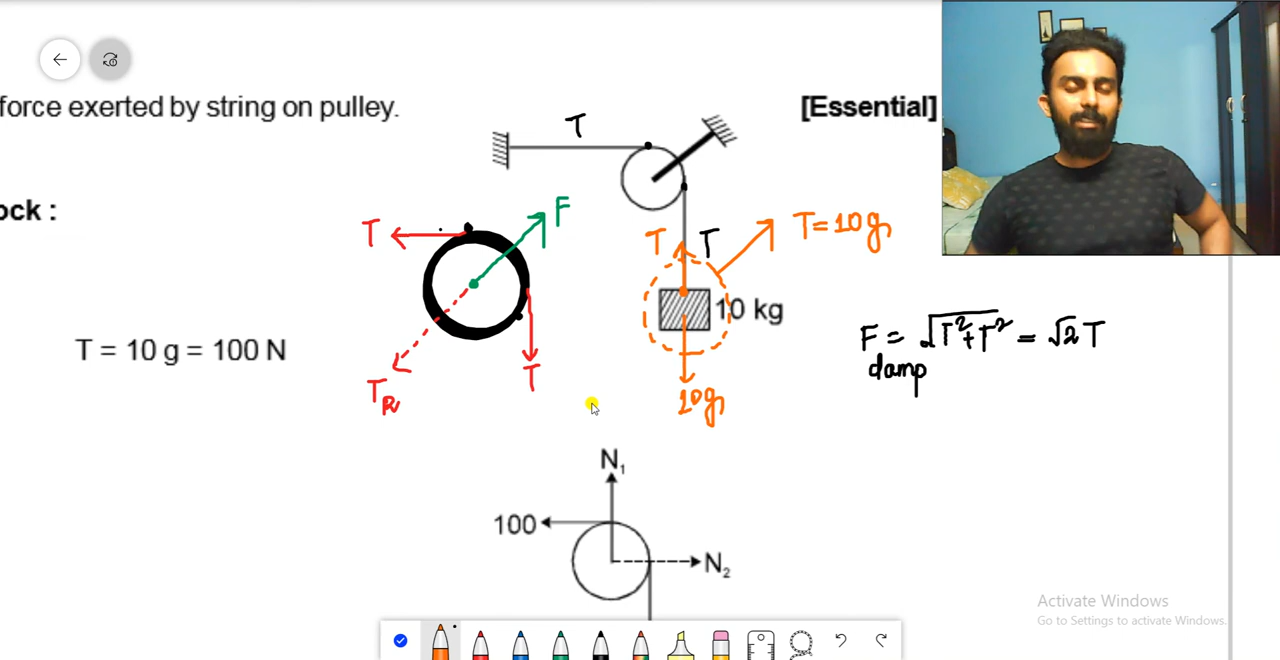 force exerted by string on pulley.
[Essential]
T
ock :
F
T
T
T
T = 10g
10 kg
F = √T²+T² = √2 T
damp
T = 10 g = 100 N
T
T_R
10g
N₁
100
N₂
Activate Windows
Go to Settings to activate Windows.